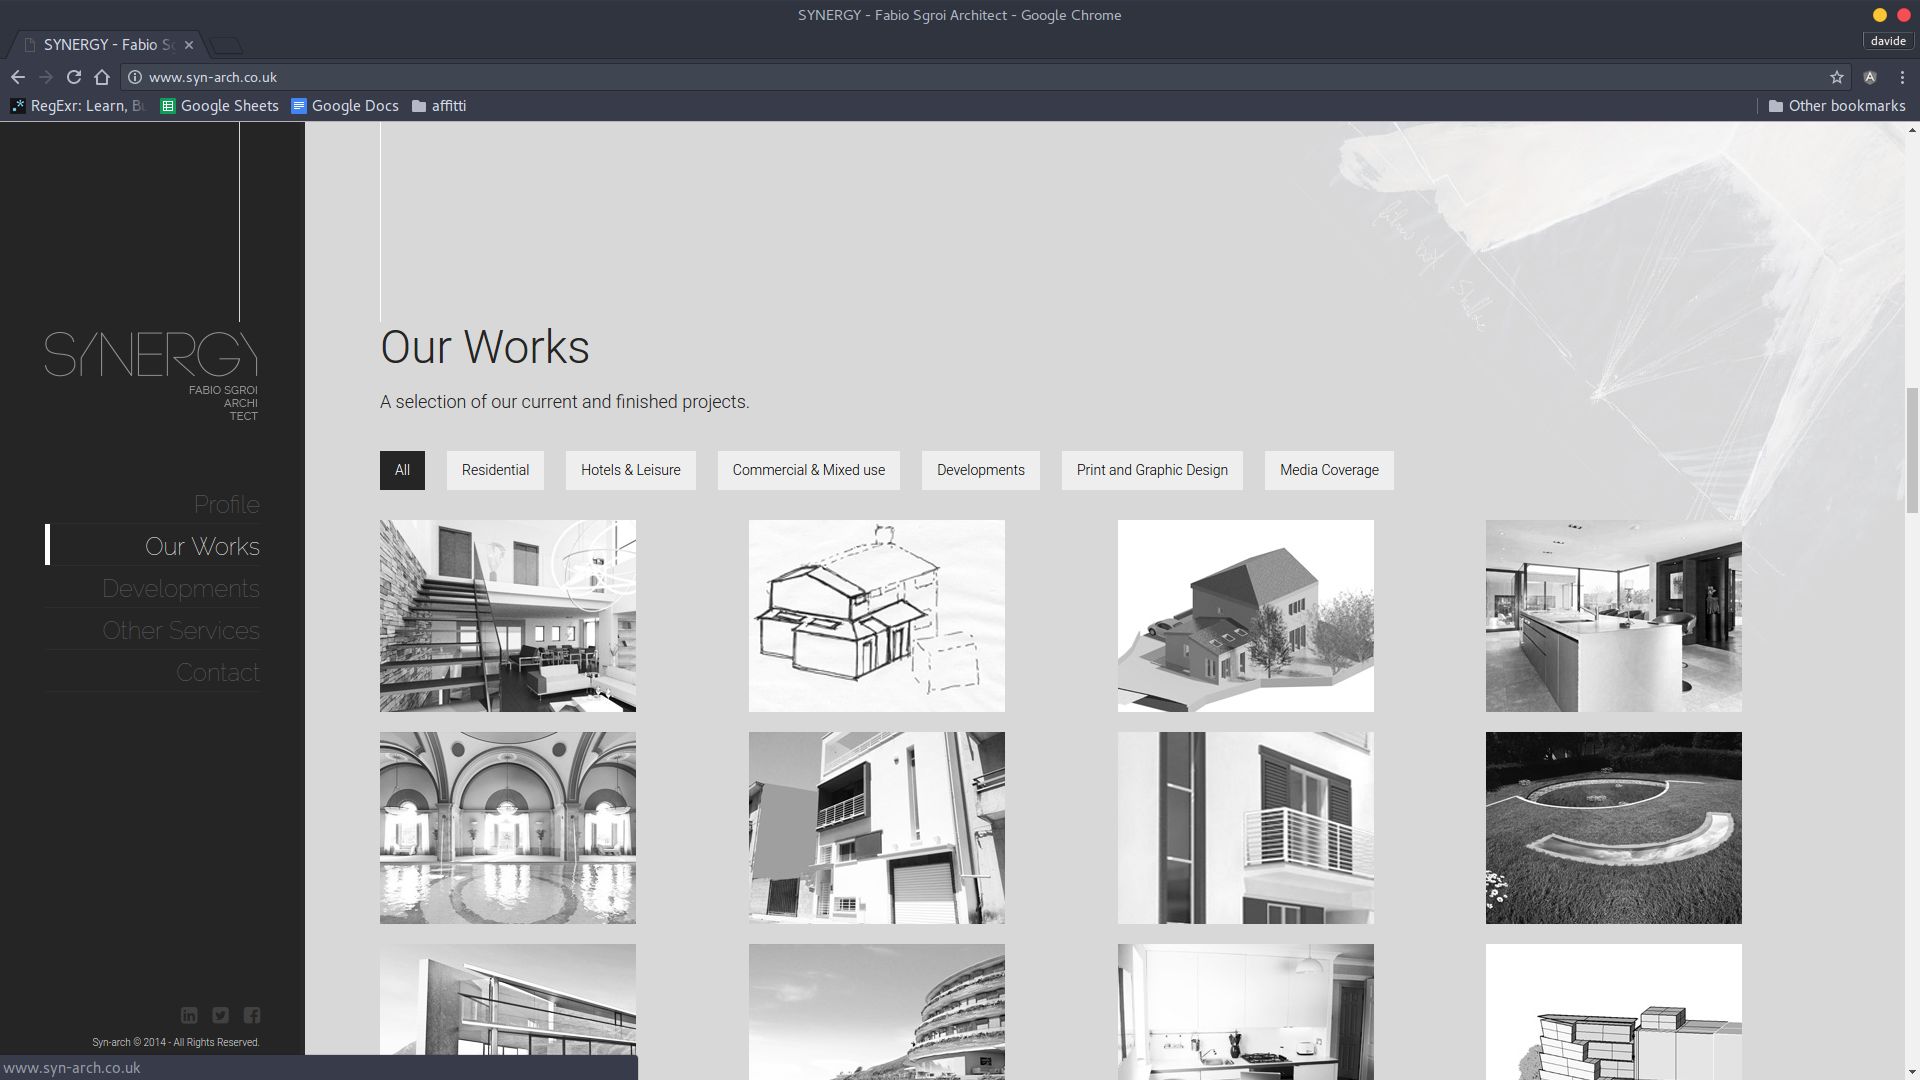 SYNERGY - Fabio Sgroi Architect - Google Chrome
SYNERGY - Fabio S
davide
www.syn-arch.co.uk
RegExr: Learn, Bu
Google Sheets
Google Docs
affitti
Other bookmarks
SYNERGY
FABIO SGROI
ARCHI
TECT
Profile
Our Works
Developments
Other Services
Contact
Syn-arch © 2014 - All Rights Reserved.
www.syn-arch.co.uk
Our Works
A selection of our current and finished projects.
All
Residential
Hotels & Leisure
Commercial & Mixed use
Developments
Print and Graphic Design
Media Coverage